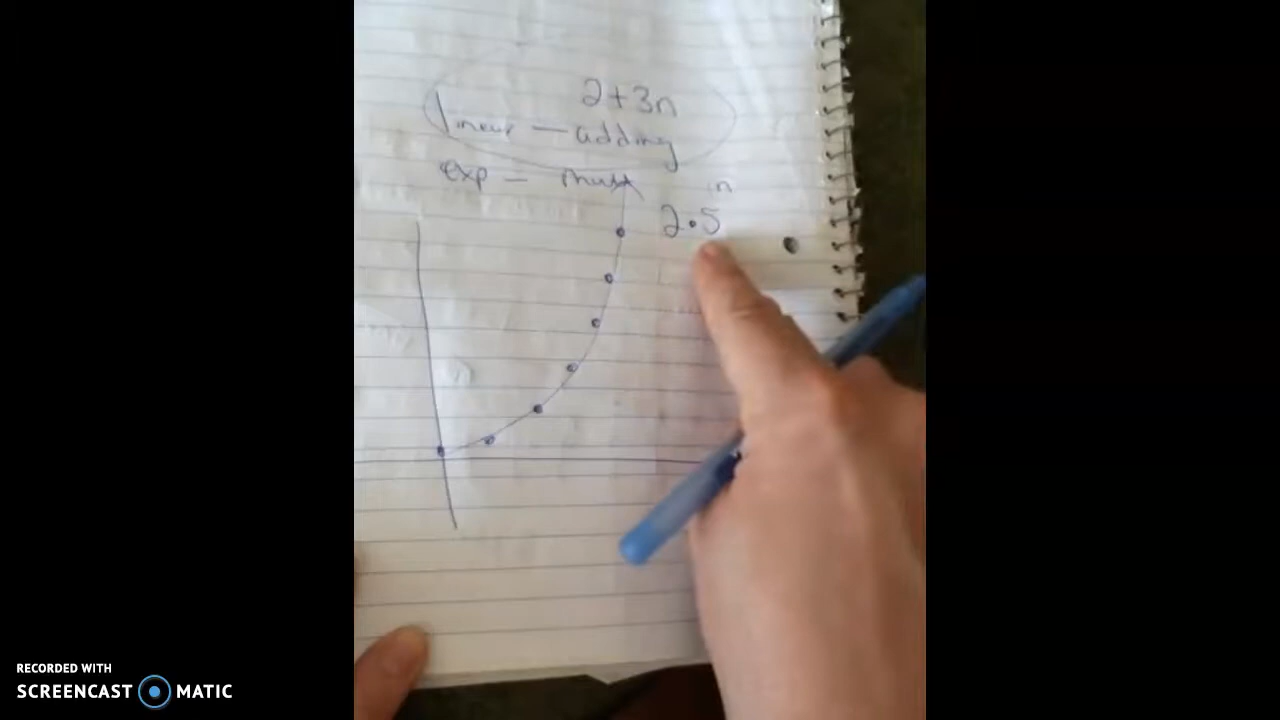 2+3n
linear — adding
exp — mult
2·5ⁿ
RECORDED WITH
SCREENCAST MATIC